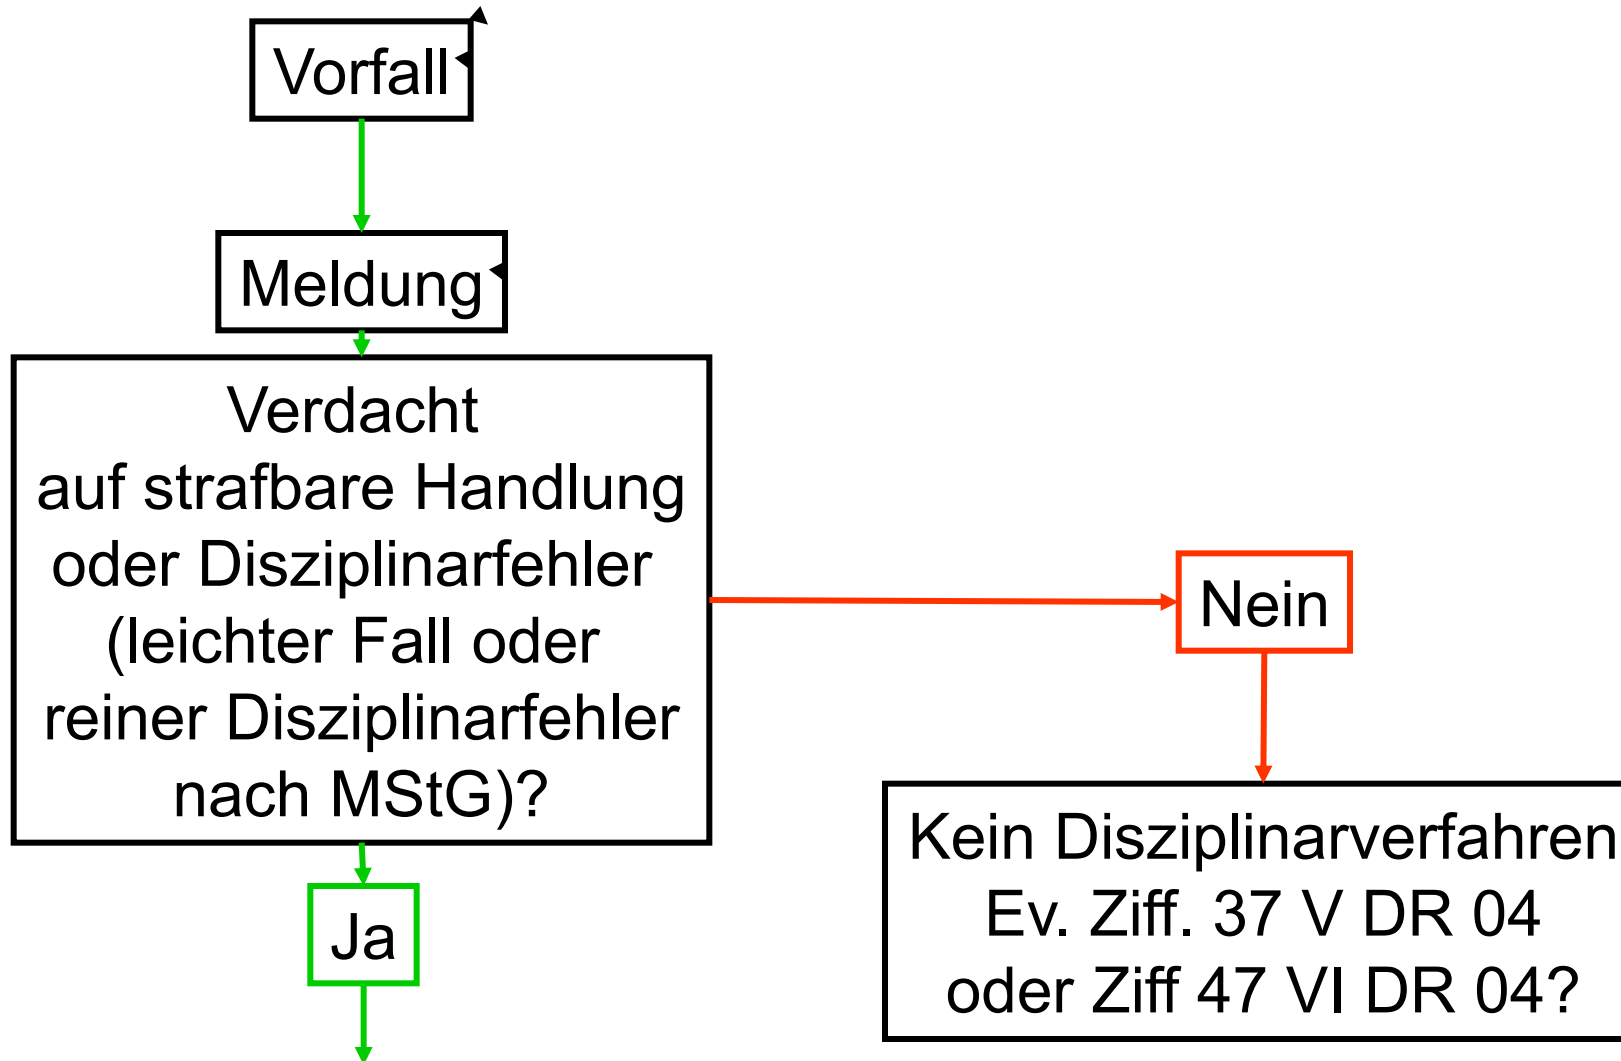 Vorfall
Meldung
Verdacht
auf strafbare Handlung
oder Disziplinarfehler
(leichter Fall oder
reiner Disziplinarfehler
nach MStG)?
Nein
Ja
Kein Disziplinarverfahren
Ev. Ziff. 37 V DR 04
oder Ziff 47 VI DR 04?